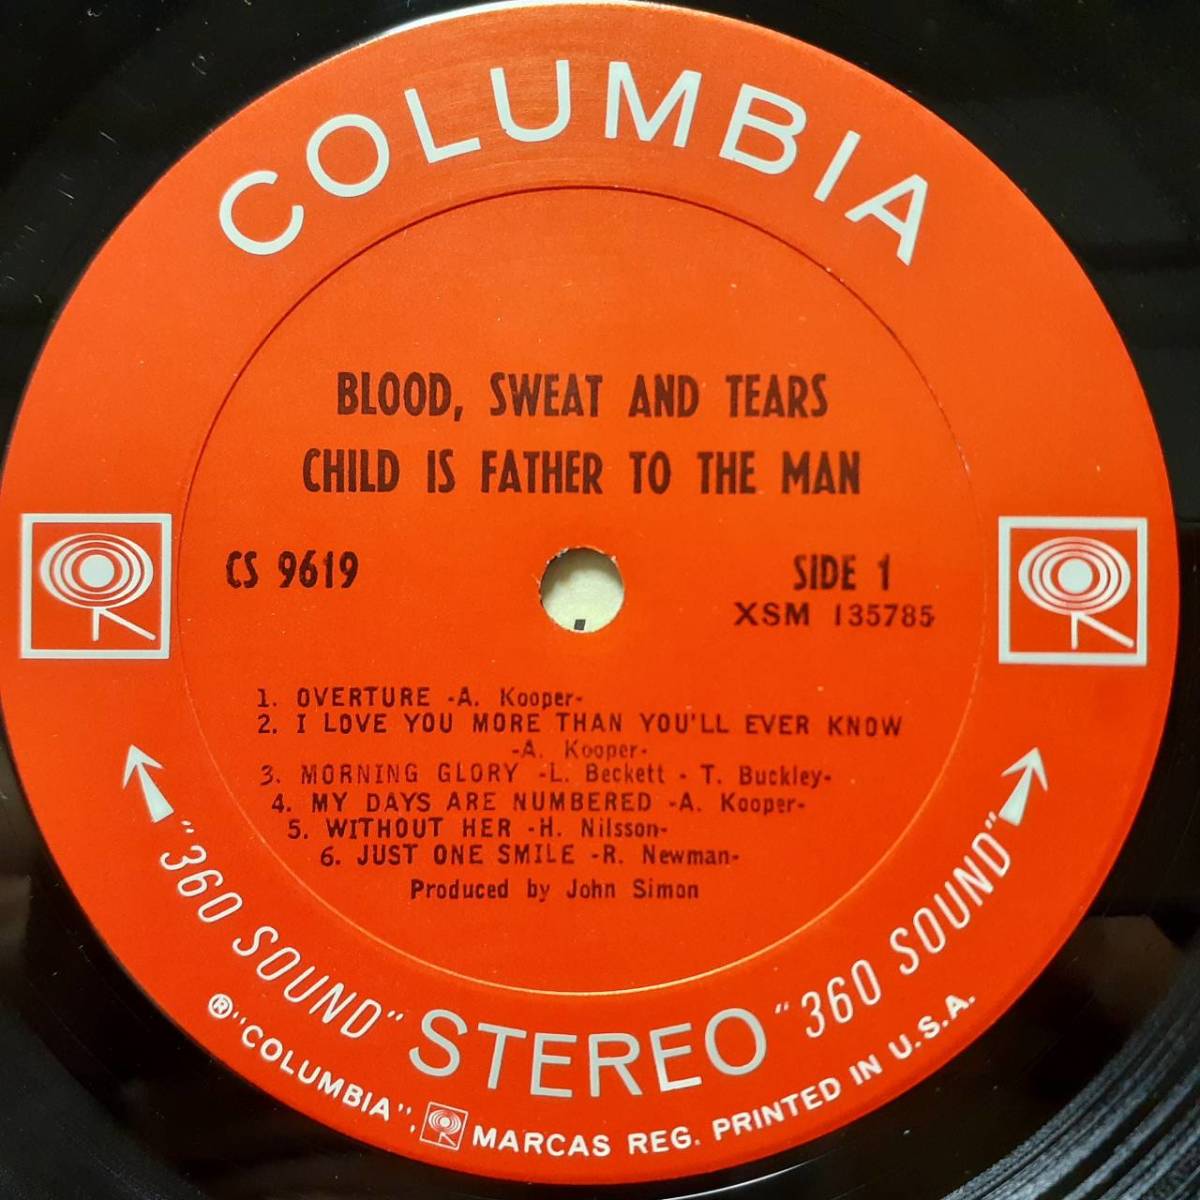 COLUMBIA
BLOOD, SWEAT AND TEARS
CHILD IS FATHER TO THE MAN
CS 9619
SIDE 1
XSM 135785
1. OVERTURE -A. Kooper-
2. I LOVE YOU MORE THAN YOU'LL EVER KNOW
-A. Kooper-
3. MORNING GLORY -L. Beckett - T. Buckley-
4. MY DAYS ARE NUMBERED -A. Kooper-
5. WITHOUT HER -H. Nilsson-
6. JUST ONE SMILE -R. Newman-
Produced by John Simon
"360 SOUND" STEREO "360 SOUND"
®"COLUMBIA", MARCAS REG. PRINTED IN U.S.A.